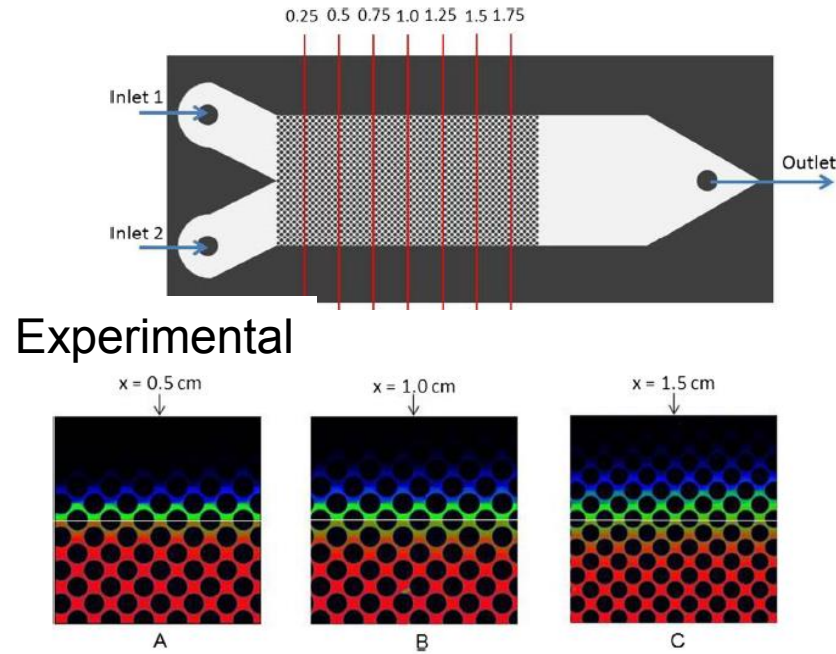 0.25 0.5 0.75 1.0 1.25 1.5 1.75
Inlet 1
Outlet
Inlet 2
Experimental
x = 0.5 cm
x = 1.0 cm
x = 1.5 cm
A
B
C